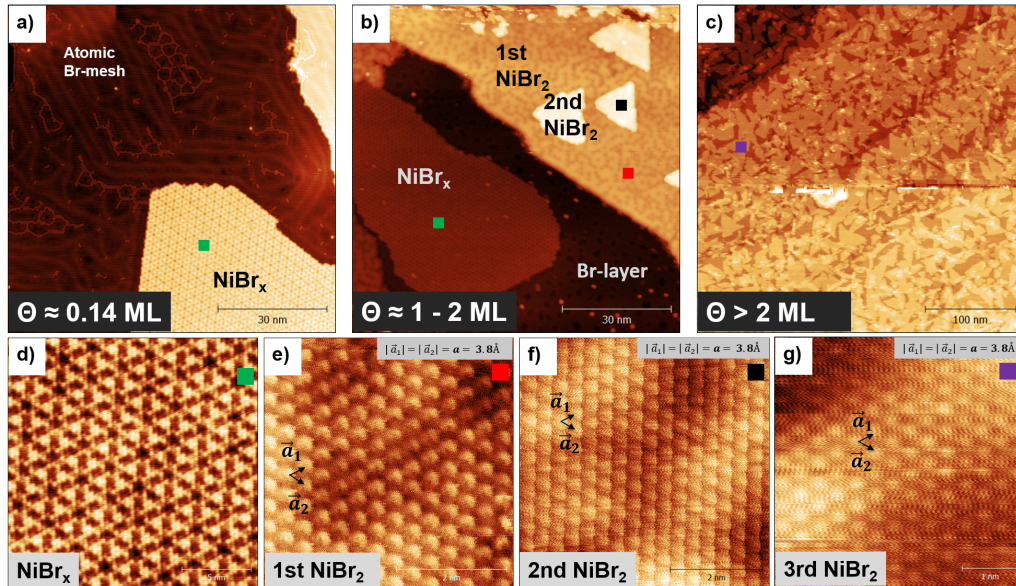 a)
Atomic
Br-mesh
NiBrₓ
Θ ≈ 0.14 ML
30 nm
b)
1st
NiBr₂
2nd
NiBr₂
NiBrₓ
Br-layer
Θ ≈ 1 - 2 ML
30 nm
c)
Θ > 2 ML
100 nm
d)
NiBrₓ
5 nm
e)
|a⃗₁| = |a⃗₂| = a = 3.8Å
a⃗₁
a⃗₂
1st NiBr₂
2 nm
f)
|a⃗₁| = |a⃗₂| = a = 3.8Å
a⃗₁
a⃗₂
2nd NiBr₂
2 nm
g)
|a⃗₁| = |a⃗₂| = a = 3.8Å
a⃗₁
a⃗₂
3rd NiBr₂
1 nm